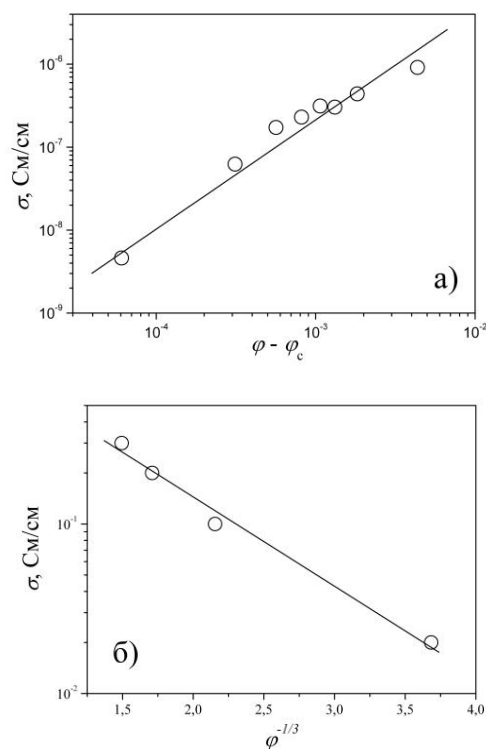 10⁻⁶
10⁻⁷
10⁻⁸
10⁻⁹
σ, См/см
а)
10⁻⁴ 10⁻³ 10⁻²
φ - φ_c
10⁻¹
10⁻²
σ, См/см
б)
1,5 2,0 2,5 3,0 3,5 4,0
φ^-1/3